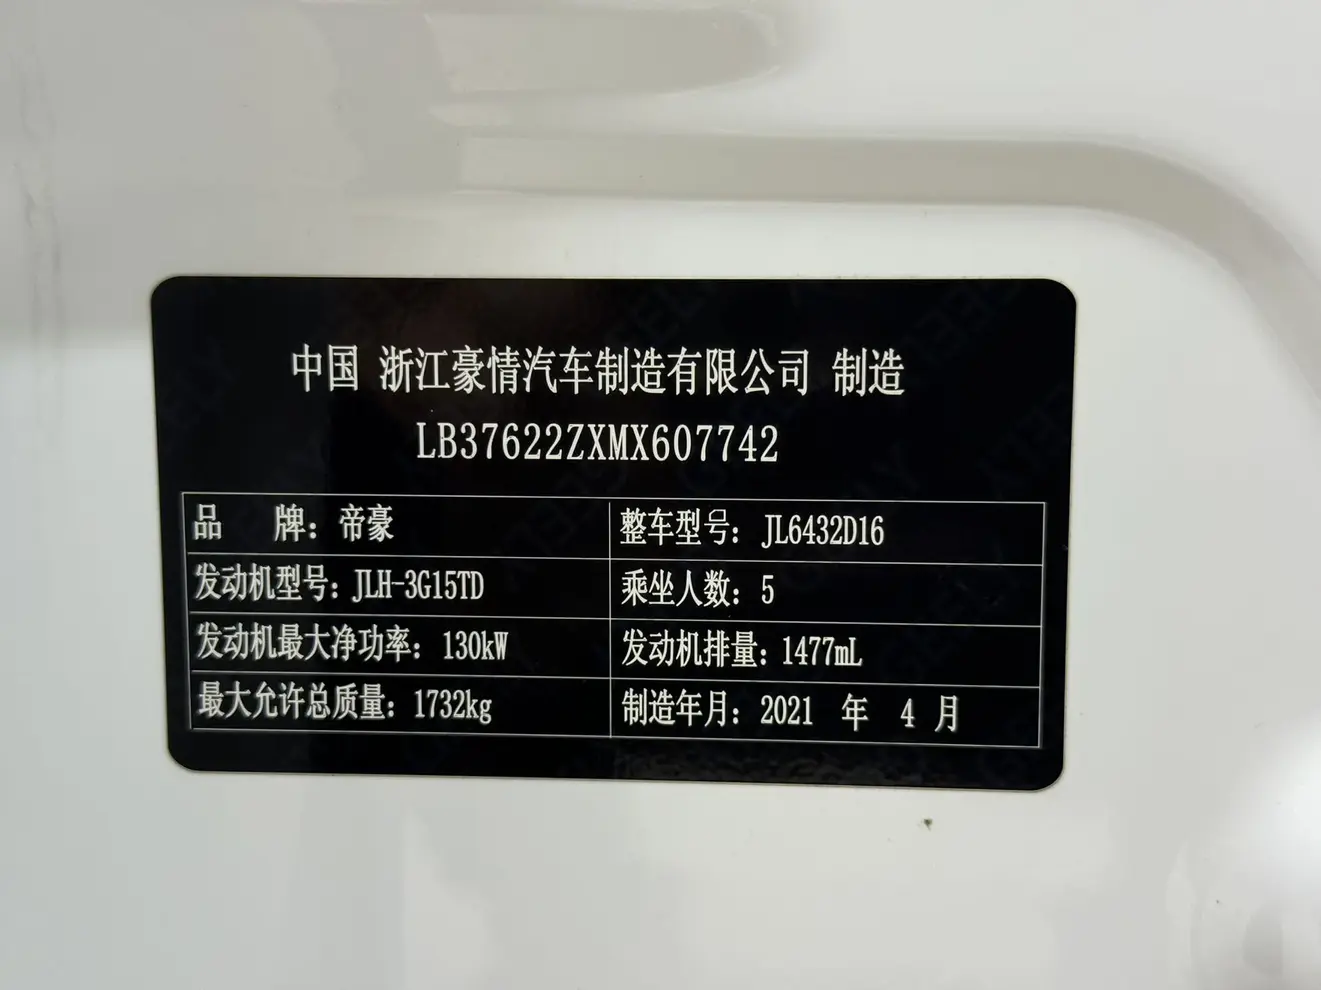 中国 浙江豪情汽车制造有限公司 制造
LB37622ZXMX607742
品 牌：帝豪 整车型号：JL6432D16
发动机型号：JLH-3G15TD 乘坐人数：5
发动机最大净功率：130kW 发动机排量：1477mL
最大允许总质量：1732kg 制造年月：2021 年 4 月